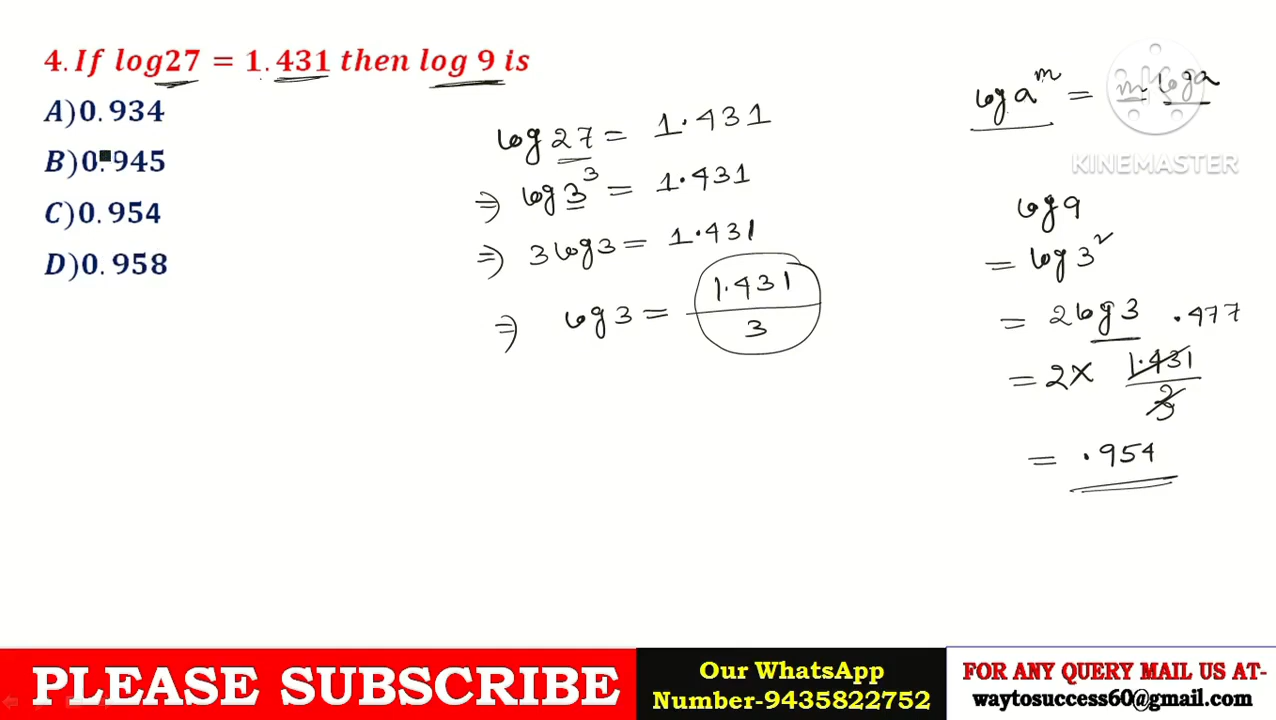 4. If log27 = 1.431 then log 9 is
A)0.934
B)0.945
C)0.954
D)0.958
log 27 = 1.431
⇒ log 3³ = 1.431
⇒ 3 log 3 = 1.431
⇒ log 3 = 1.431/3
log a^m = m log a
KINEMASTER
log 9
= log 3²
= 2 log 3 .477
= 2 × 1.431/3
= .954
PLEASE SUBSCRIBE
Our WhatsApp
Number-9435822752
FOR ANY QUERY MAIL US AT-
waytosuccess60@gmail.com